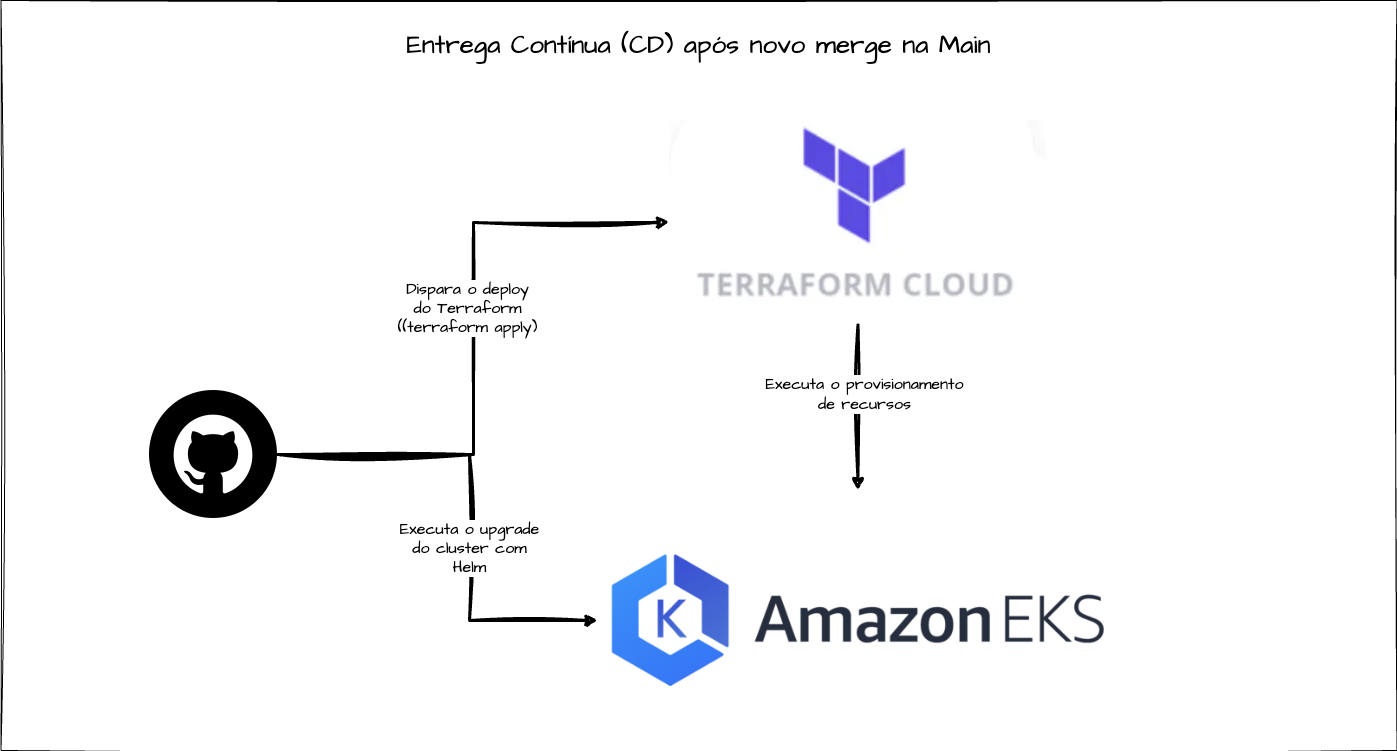 Entrega Contínua (CD) após novo merge na Main
TERRAFORM CLOUD
Dispara o deploy
do Terraform
((terraform apply)
Executa o provisionamento
de recursos
Executa o upgrade
do cluster com
Helm
K
Amazon EKS